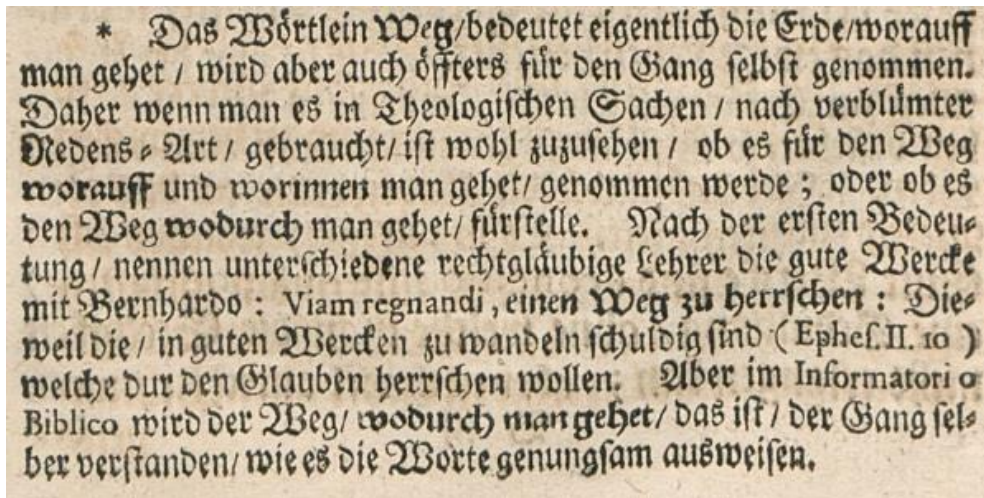 * Das Wörtlein Weg/bedeutet eigentlich die Erde/worauff
man gehet / wird aber auch öffters für den Gang selbst genommen.
Daher wenn man es in Theologischen Sachen / nach verblümter
Redens-Art / gebraucht/ ist wohl zuzusehen / ob es für den Weg
worauff und worinnen man gehet/ genommen werde ; oder ob es
den Weg wodurch man gehet/ fürstelle. Nach der ersten Bedeu-
tung / nennen unterschiedene rechtgläubige Lehrer die gute Wercke
mit Bernhardo : Viam regnandi, einen Weg zu herrschen : Die-
weil die / in guten Wercken zu wandeln schuldig sind ( Ephes. II. 10 )
welche dur den Glauben herrschen wollen. Aber im Informatori o
Biblico wird der Weg/ wodurch man gehet/ das ist / der Gang sel-
ber verstanden/ wie es die Worte genungsam ausweisen.